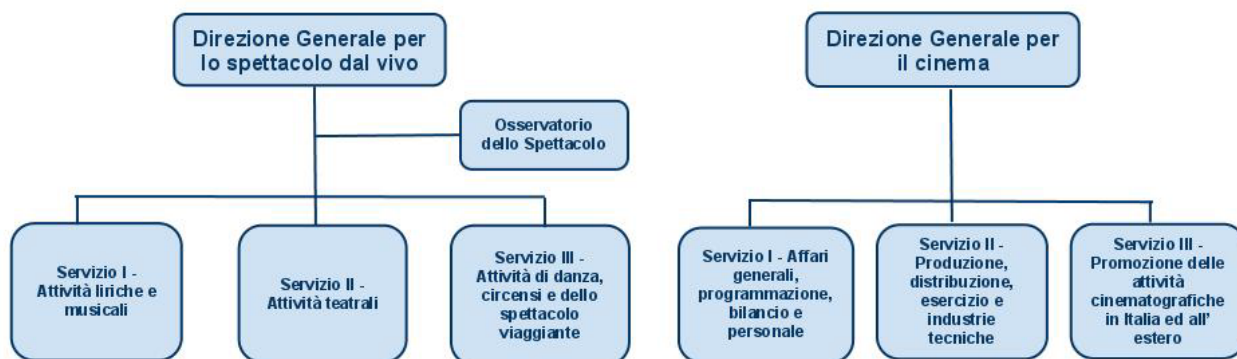 Direzione Generale per
lo spettacolo dal vivo
Osservatorio
dello Spettacolo
Servizio I -
Attività liriche e
musicali
Servizio II -
Attività teatrali
Servizio III -
Attività di danza,
circensi e dello
spettacolo
viaggiante
Direzione Generale per
il cinema
Servizio I - Affari
generali,
programmazione,
bilancio e
personale
Servizio II -
Produzione,
distribuzione,
esercizio e
industrie
tecniche
Servizio III -
Promozione delle
attività
cinematografiche
in Italia ed all'
estero